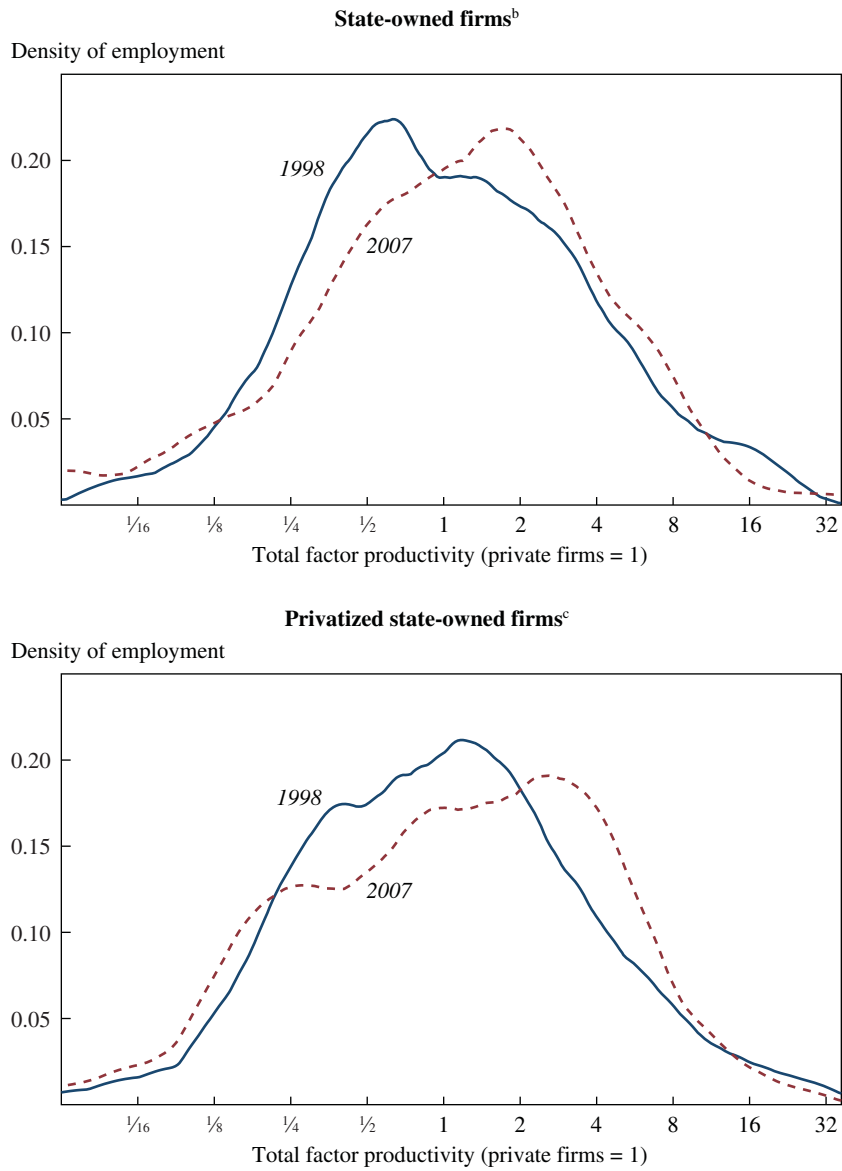 State-owned firmsᵇ
Density of employment
0.20
0.15
0.10
0.05
1998
2007
1/16 1/8 1/4 1/2 1 2 4 8 16 32
Total factor productivity (private firms = 1)
Privatized state-owned firmsᶜ
Density of employment
0.20
0.15
0.10
0.05
1998
2007
1/16 1/8 1/4 1/2 1 2 4 8 16 32
Total factor productivity (private firms = 1)